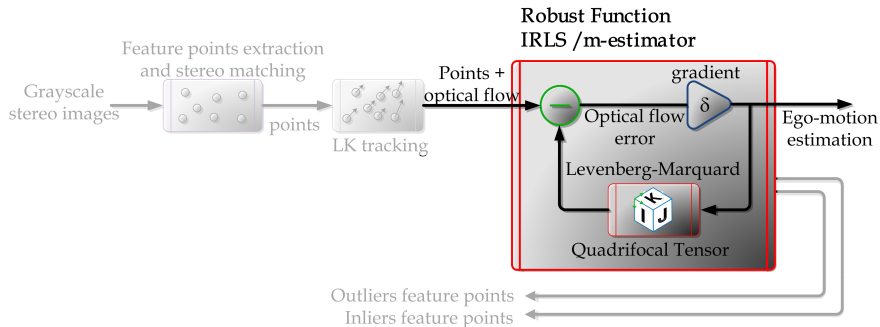 Robust Function
IRLS /m-estimator
Feature points extraction
and stereo matching
Grayscale
stereo images
points
LK tracking
Points +
optical flow
gradient
δ
Optical flow
error
Ego-motion
estimation
Levenberg-Marquard
I K J
Quadrifocal Tensor
Outliers feature points
Inliers feature points